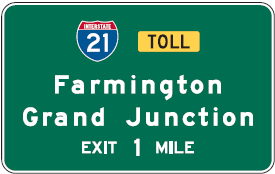 INTERSTATE
21 TOLL
Farmington
Grand Junction
EXIT 1 MILE